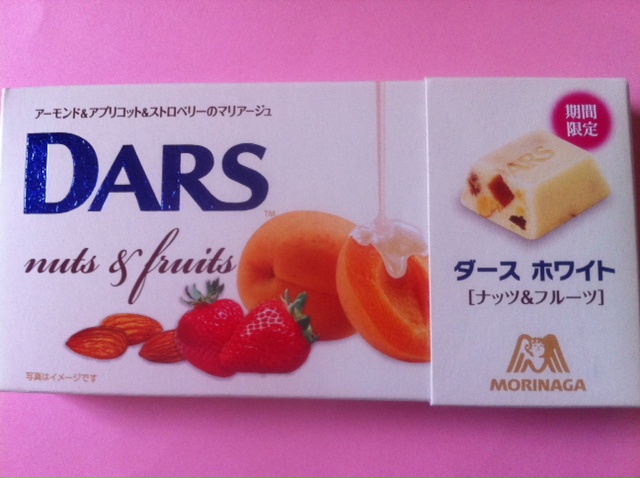 アーモンド&アプリコット&ストロベリーのマリアージュ
DARS™
nuts & fruits
写真はイメージです
期間
限定
DARS
ダース ホワイト
[ナッツ&フルーツ]
MORINAGA